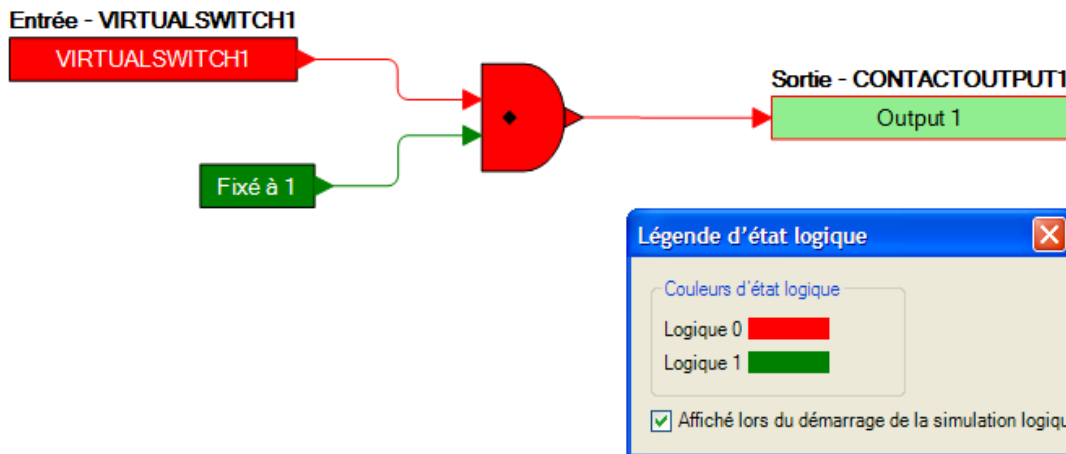 Entrée - VIRTUALSWITCH1
VIRTUALSWITCH1
Sortie - CONTACTOUTPUT1
Output 1
Fixé à 1
Légende d'état logique
Couleurs d'état logique
Logique 0
Logique 1
Affiché lors du démarrage de la simulation logiqu